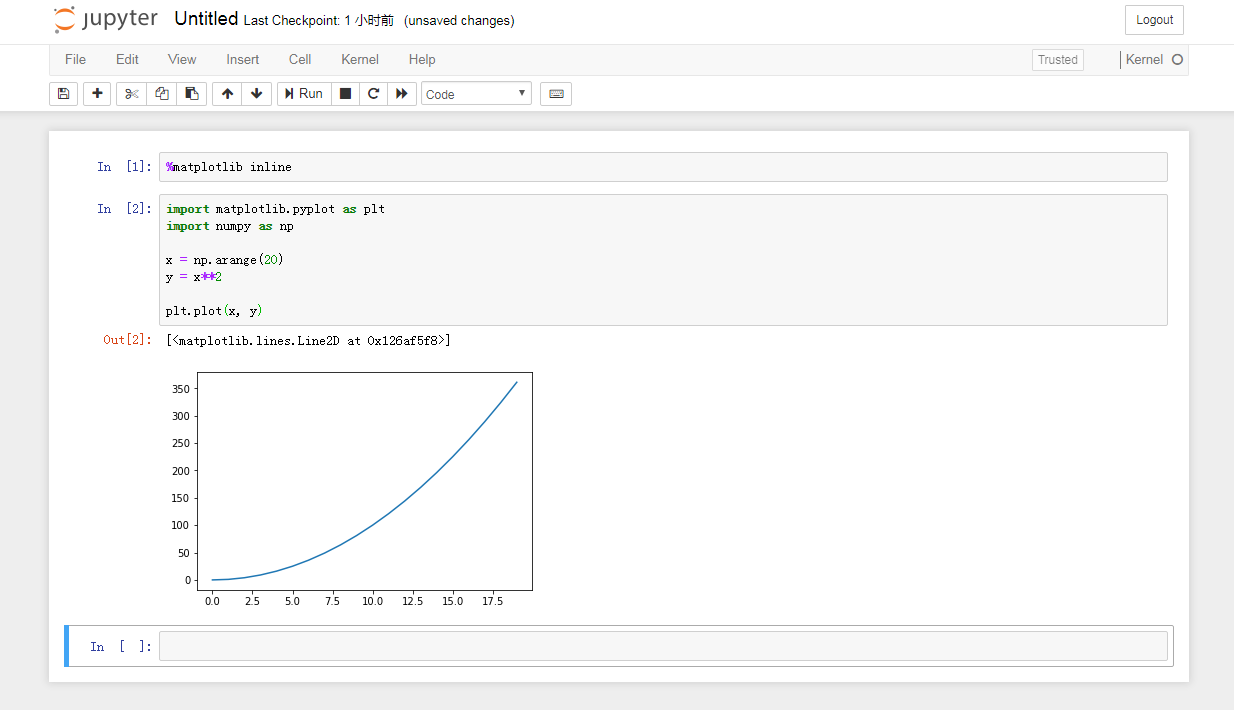 jupyter Untitled Last Checkpoint: 1 小时前 (unsaved changes) Logout
File Edit View Insert Cell Kernel Help Trusted Kernel
Run Code
In [1]: %matplotlib inline
In [2]: import matplotlib.pyplot as plt
import numpy as np
x = np.arange(20)
y = x**2
plt.plot(x, y)
Out[2]: [<matplotlib.lines.Line2D at 0x126af5f8>]
350
300
250
200
150
100
50
0
0.0 2.5 5.0 7.5 10.0 12.5 15.0 17.5
In [ ]: